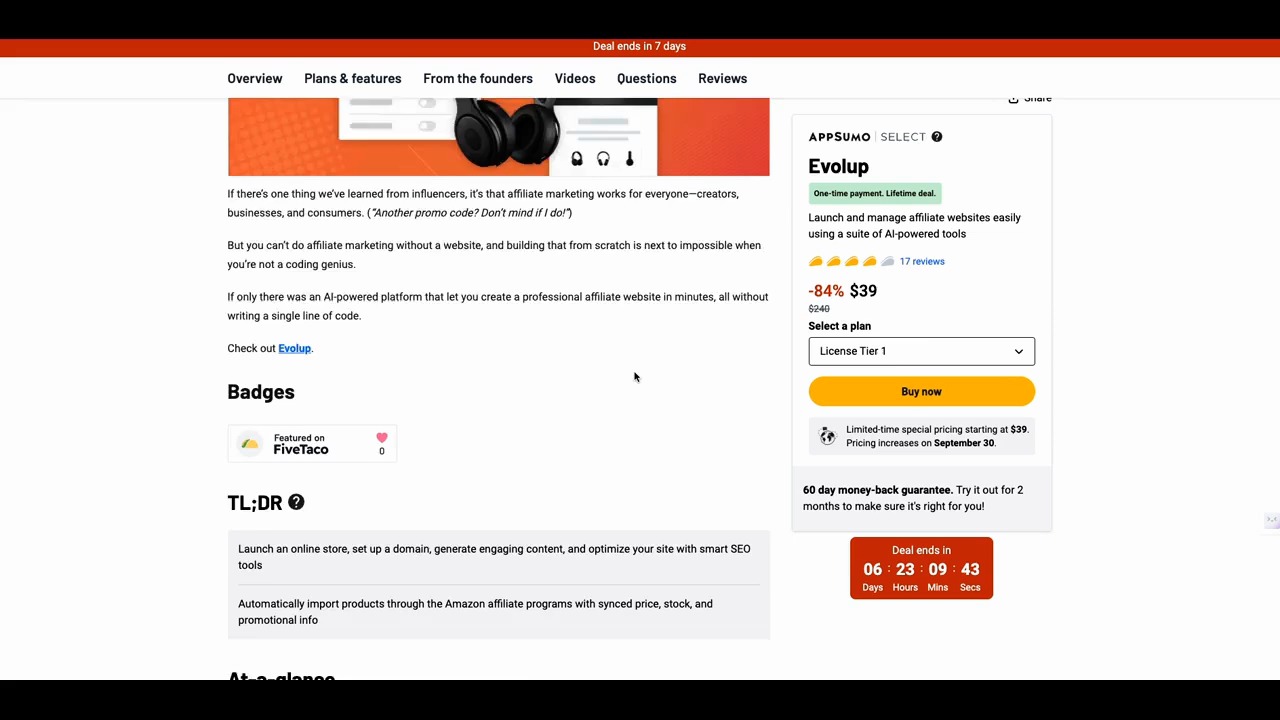 Deal ends in 7 days
Overview
Plans & features
From the founders
Videos
Questions
Reviews
Share
If there's one thing we've learned from influencers, it's that affiliate marketing works for everyone—creators,
businesses, and consumers. ("Another promo code? Don't mind if I do!")
But you can't do affiliate marketing without a website, and building that from scratch is next to impossible when
you're not a coding genius.
If only there was an AI-powered platform that let you create a professional affiliate website in minutes, all without
writing a single line of code.
Check out Evolup.
Badges
Featured on
FiveTaco
0
TL;DR
Launch an online store, set up a domain, generate engaging content, and optimize your site with smart SEO
tools
Automatically import products through the Amazon affiliate programs with synced price, stock, and
promotional info
At-a-glance
APPSUMO | SELECT
Evolup
One-time payment. Lifetime deal.
Launch and manage affiliate websites easily
using a suite of AI-powered tools
17 reviews
-84% $39
$240
Select a plan
License Tier 1
Buy now
Limited-time special pricing starting at $39.
Pricing increases on September 30.
60 day money-back guarantee. Try it out for 2
months to make sure it's right for you!
Deal ends in
06 : 23 : 09 : 43
Days Hours Mins Secs